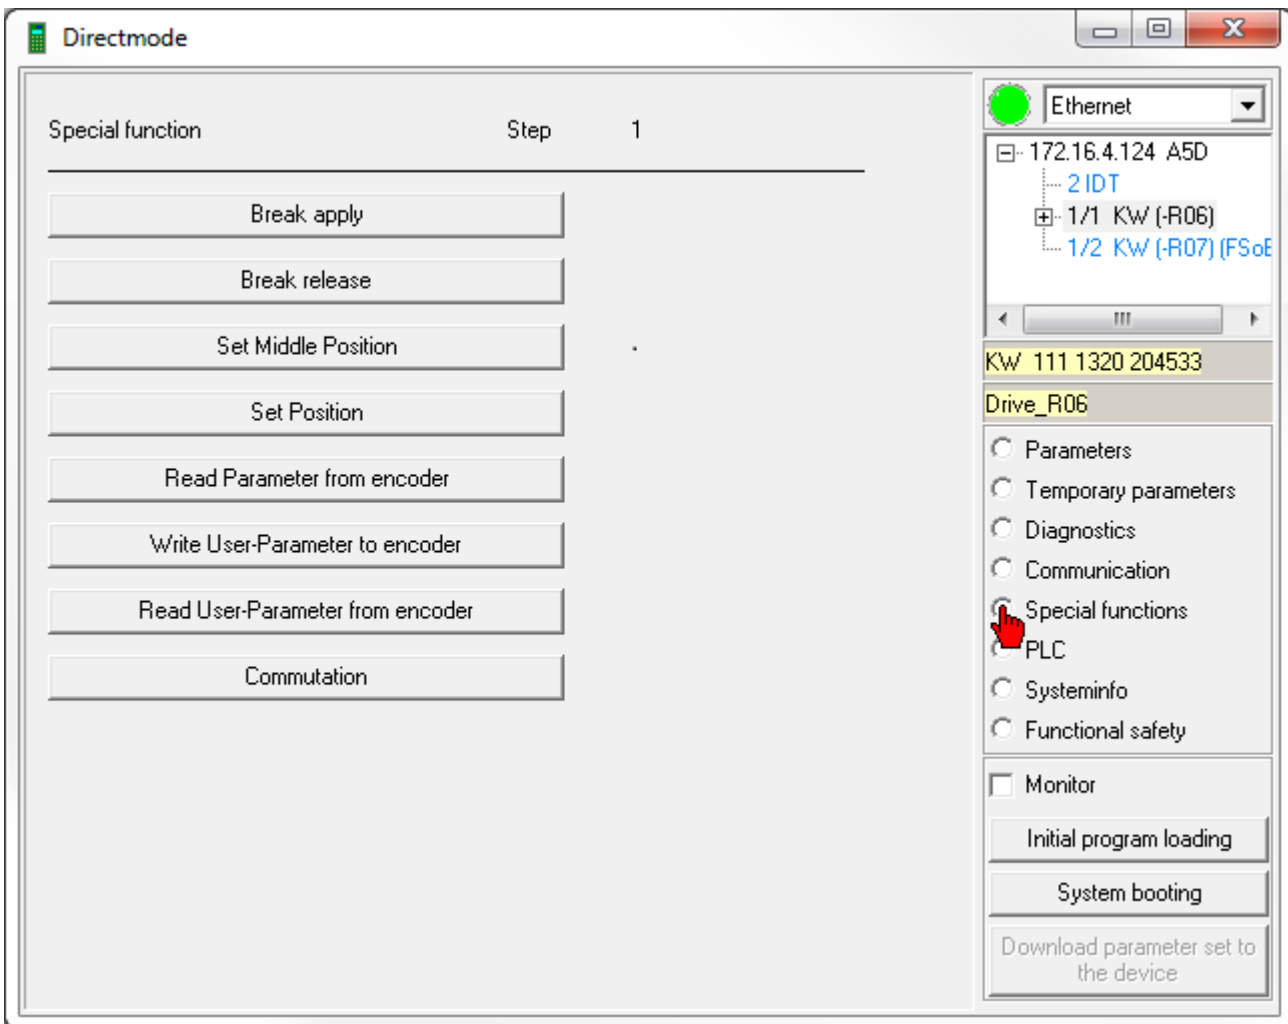 Directmode
Special function Step 1
Break apply
Break release
Set Middle Position
Set Position
Read Parameter from encoder
Write User-Parameter to encoder
Read User-Parameter from encoder
Commutation
Ethernet
172.16.4.124 A5D
2 IDT
1/1 KW (-R06)
1/2 KW (-R07) (FSoE
KW 111 1320 204533
Drive_R06
Parameters
Temporary parameters
Diagnostics
Communication
Special functions
PLC
Systeminfo
Functional safety
Monitor
Initial program loading
System booting
Download parameter set to
the device